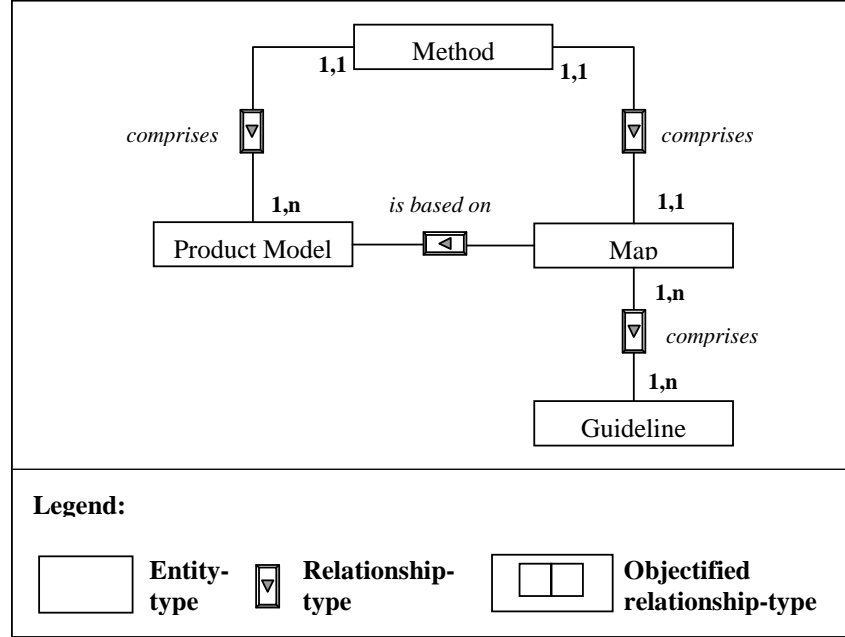 Method
1,1
1,1
comprises
comprises
1,n
is based on
1,1
Product Model
Map
1,n
comprises
1,n
Guideline
Legend:
Entity-
type
Relationship-
type
Objectified
relationship-type